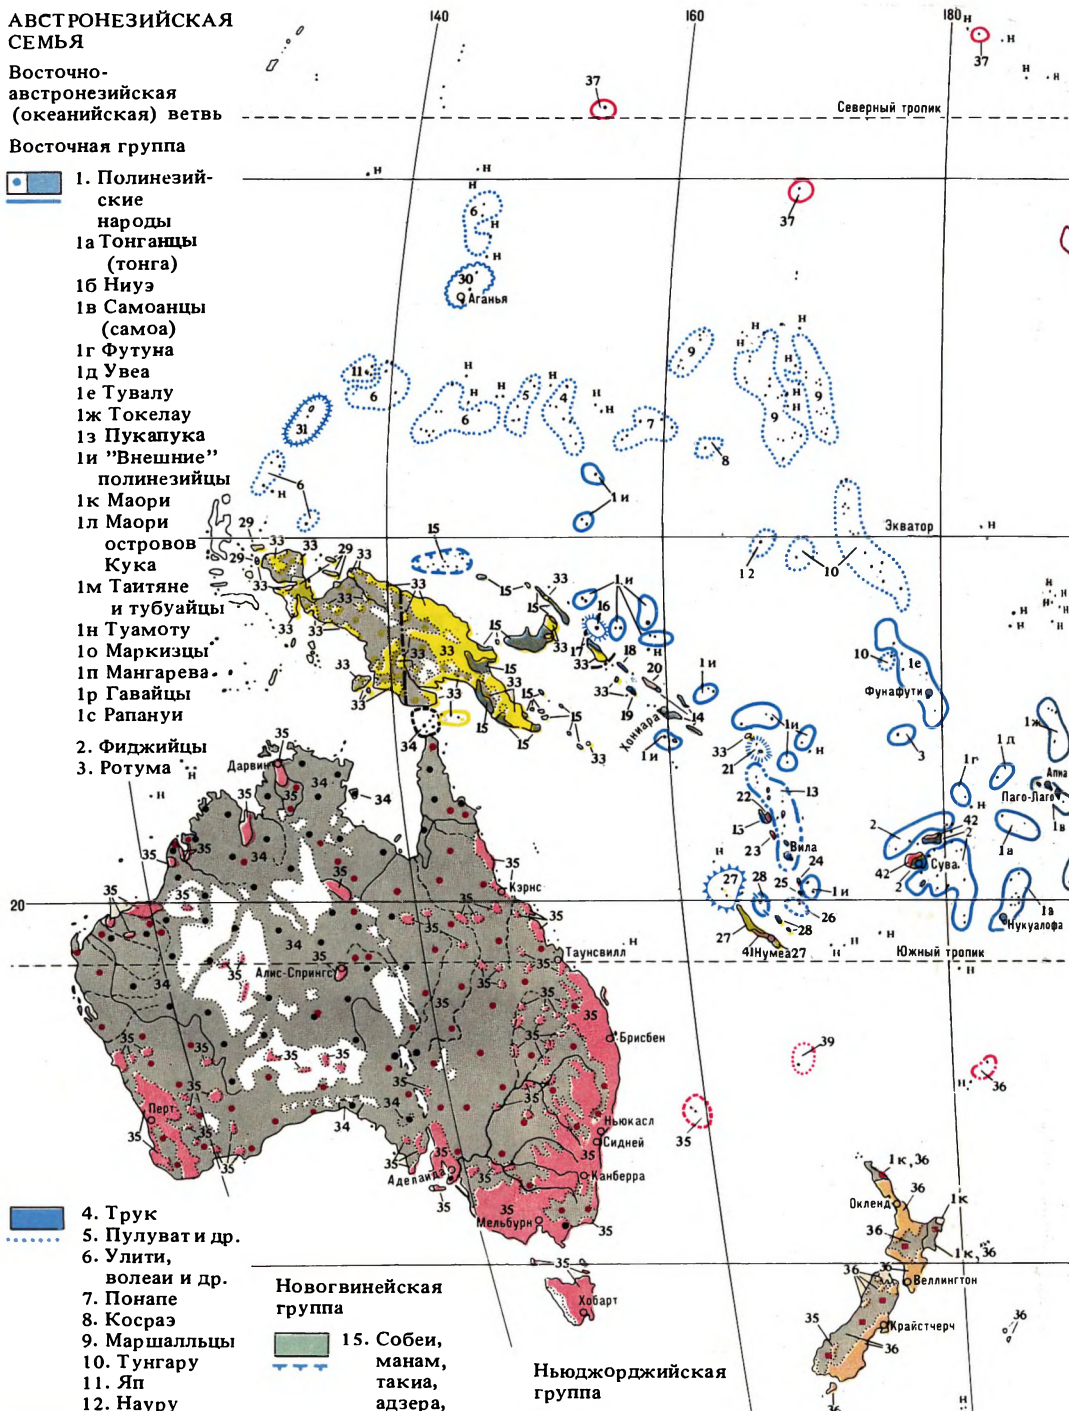 АВСТРОНЕЗИЙСКАЯ
СЕМЬЯ
Восточно-
австронезийская
(океанийская) ветвь
Восточная группа
1. Полинезий-
ские
народы
1а Тонганцы
(тонга)
1б Ниуэ
1в Самоанцы
(самоа)
1г Футуна
1д Увеа
1е Тувалу
1ж Токелау
1з Пукапука
1и "Внешние"
полинезийцы
1к Маори
1л Маори
островов
Кука
1м Таитяне
и тубуайцы
1н Туамоту
1о Маркизцы
1п Мангарева
1р Гавайцы
1с Рапануи
2. Фиджийцы
3. Ротума
4. Трук
5. Пулуват и др.
6. Улити,
волеаи и др.
7. Понапе
8. Косраэ
9. Маршалльцы
10. Тунгару
11. Яп
12. Науру
Новогвинейская
группа
15. Собеи,
манам,
такиа,
адзера,
Ньюджорджийская
группа
140
160
180
20
Северный тропик
Экватор
Южный тропик
Аганья
Хониара
Фунафути
Апиа
Паго-Паго
Вила
Сува
Нукуалофа
Нумеа
Дарвин
Кэрнс
Таунсвилл
Алис-Спрингс
Брисбен
Перт
Ньюкасл
Сидней
Канберра
Аделаида
Мельбурн
Хобарт
Окленд
Веллингтон
Крайстчерч